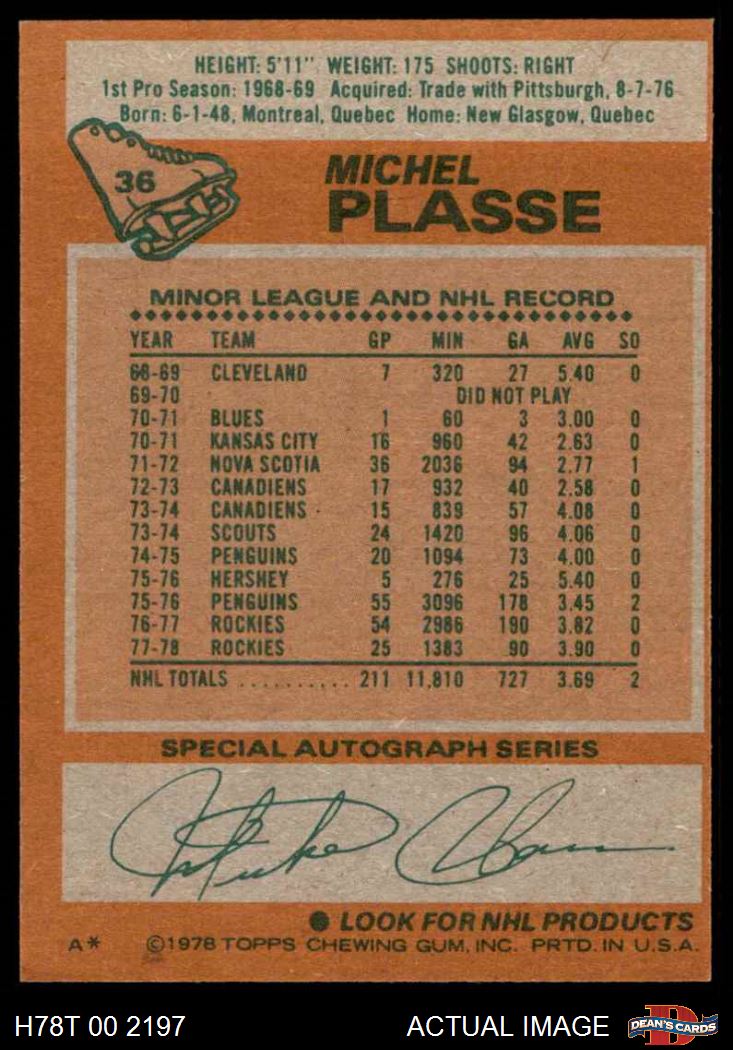 HEIGHT: 5'11" WEIGHT: 175 SHOOTS: RIGHT
1st Pro Season: 1968-69 Acquired: Trade with Pittsburgh, 8-7-76
Born: 6-1-48, Montreal, Quebec Home: New Glasgow, Quebec
36
MICHEL
PLASSE
MINOR LEAGUE AND NHL RECORD
YEAR TEAM GP MIN GA AVG SO
68-69 CLEVELAND 7 320 27 5.40 0
69-70 DID NOT PLAY
70-71 BLUES 1 60 3 3.00 0
70-71 KANSAS CITY 16 960 42 2.63 0
71-72 NOVA SCOTIA 36 2036 94 2.77 1
72-73 CANADIENS 17 932 40 2.58 0
73-74 CANADIENS 15 839 57 4.08 0
73-74 SCOUTS 24 1420 96 4.06 0
74-75 PENGUINS 20 1094 73 4.00 0
75-76 HERSHEY 5 276 25 5.40 0
75-76 PENGUINS 55 3096 178 3.45 2
76-77 ROCKIES 54 2986 190 3.82 0
77-78 ROCKIES 25 1383 90 3.90 0
NHL TOTALS .......... 211 11,810 727 3.69 2
SPECIAL AUTOGRAPH SERIES
● LOOK FOR NHL PRODUCTS
A* ©1978 TOPPS CHEWING GUM, INC. PRTD. IN U.S.A.
H78T 00 2197 ACTUAL IMAGE D DEAN'S CARDS